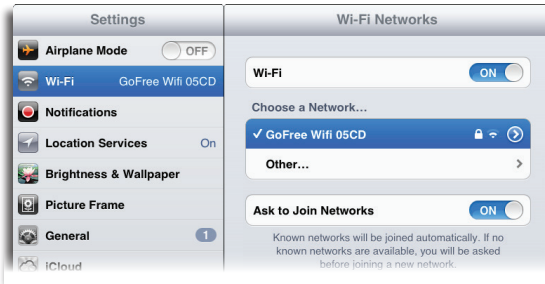 Settings
Airplane Mode OFF
Wi-Fi GoFree Wifi 05CD
Notifications
Location Services On
Brightness & Wallpaper
Picture Frame
General 1
iCloud
Wi-Fi Networks
Wi-Fi ON
Choose a Network...
✓ GoFree Wifi 05CD
Other...
Ask to Join Networks ON
Known networks will be joined automatically. If no
known networks are available, you will be asked
before joining a new network.